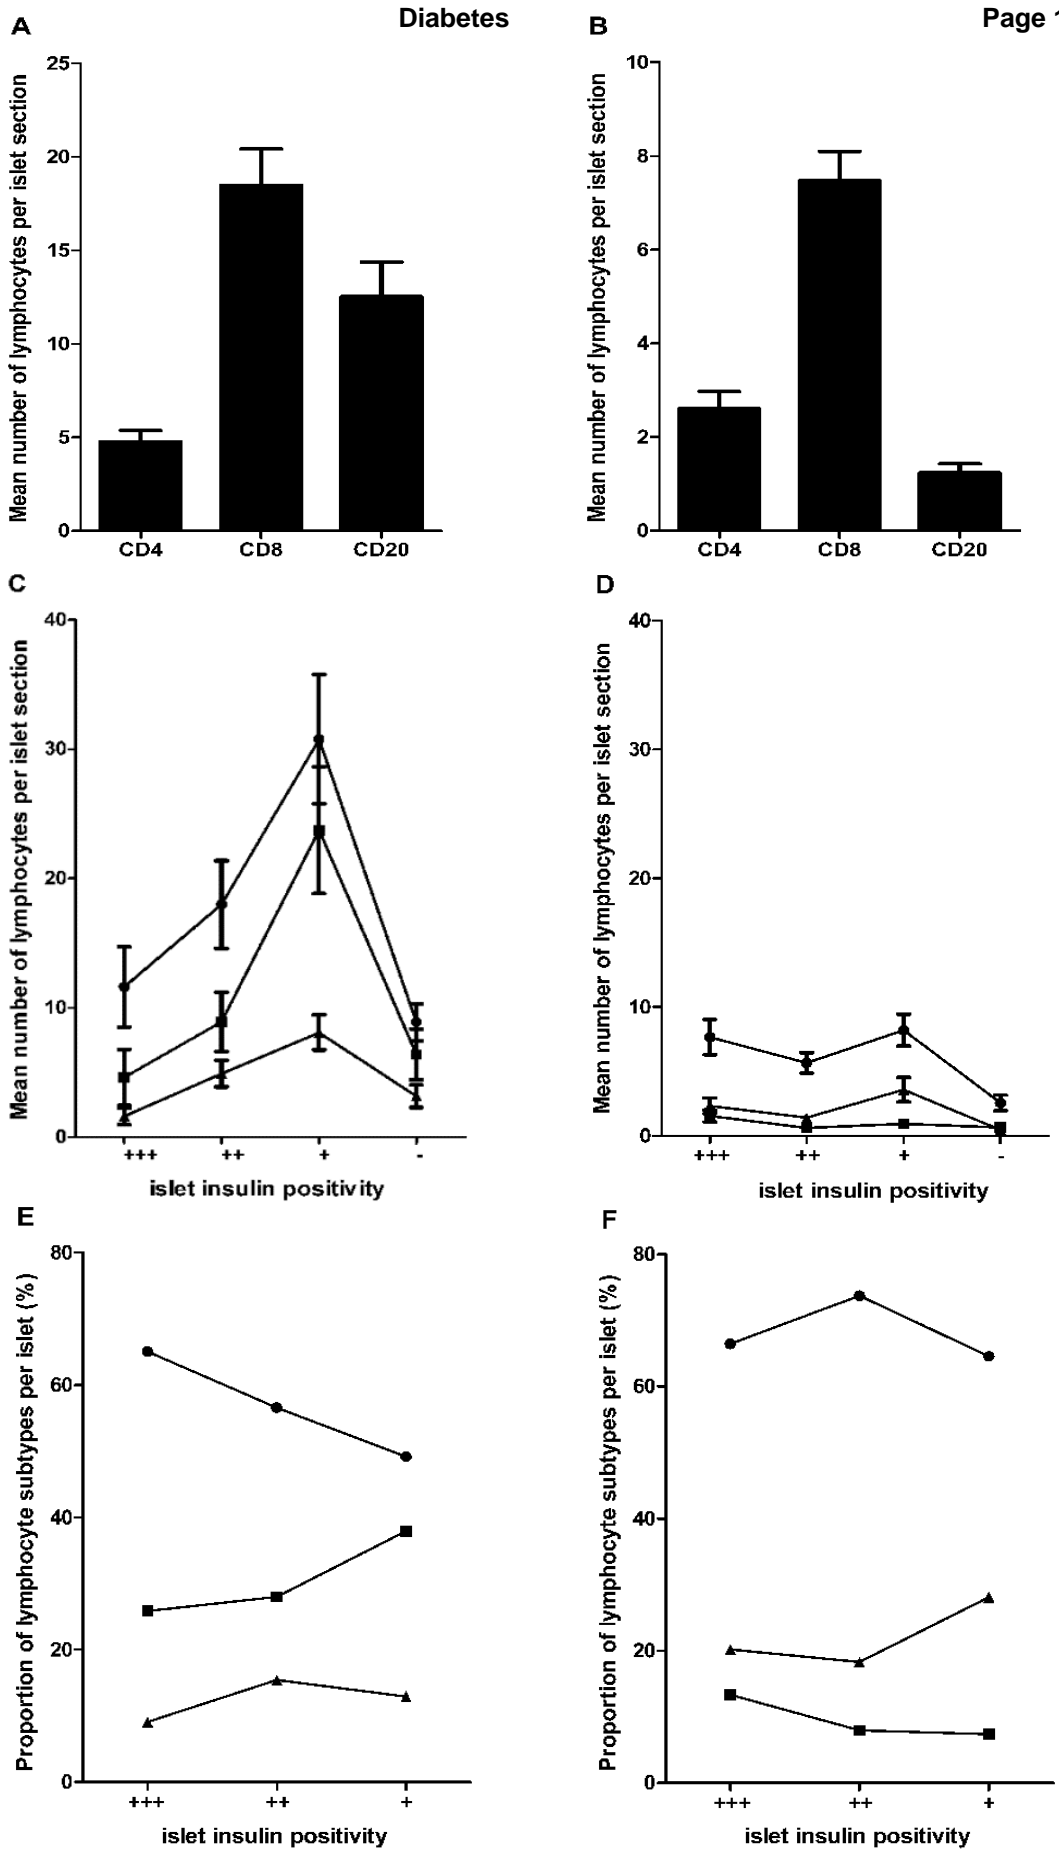 Diabetes
Page 1
A
Mean number of lymphocytes per islet section
25
20
15
10
5
0
CD4 CD8 CD20
B
Mean number of lymphocytes per islet section
10
8
6
4
2
0
CD4 CD8 CD20
C
Mean number of lymphocytes per islet section
40
30
20
10
0
+++ ++ + -
islet insulin positivity
D
Mean number of lymphocytes per islet section
40
30
20
10
0
+++ ++ + -
islet insulin positivity
E
Proportion of lymphocyte subtypes per islet (%)
80
60
40
20
0
+++ ++ +
islet insulin positivity
F
Proportion of lymphocyte subtypes per islet (%)
80
60
40
20
0
+++ ++ +
islet insulin positivity